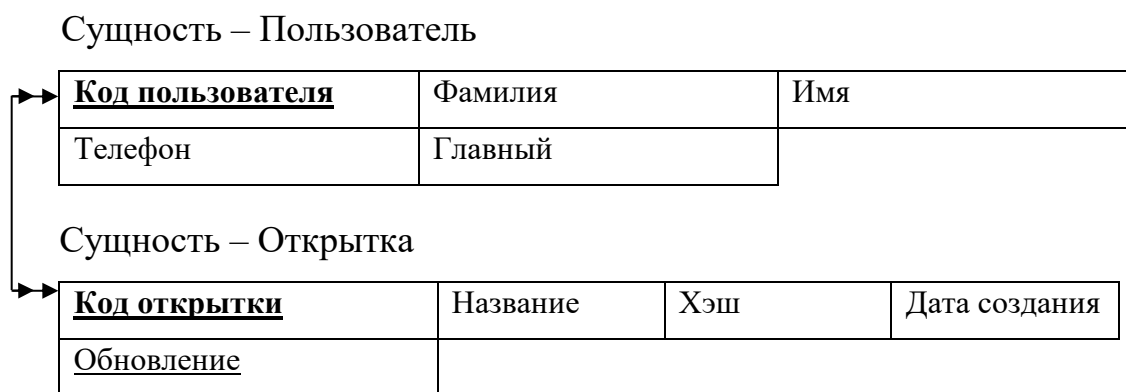 Сущность – Пользователь
Код пользователя Фамилия Имя
Телефон Главный
Сущность – Открытка
Код открытки Название Хэш Дата создания
Обновление